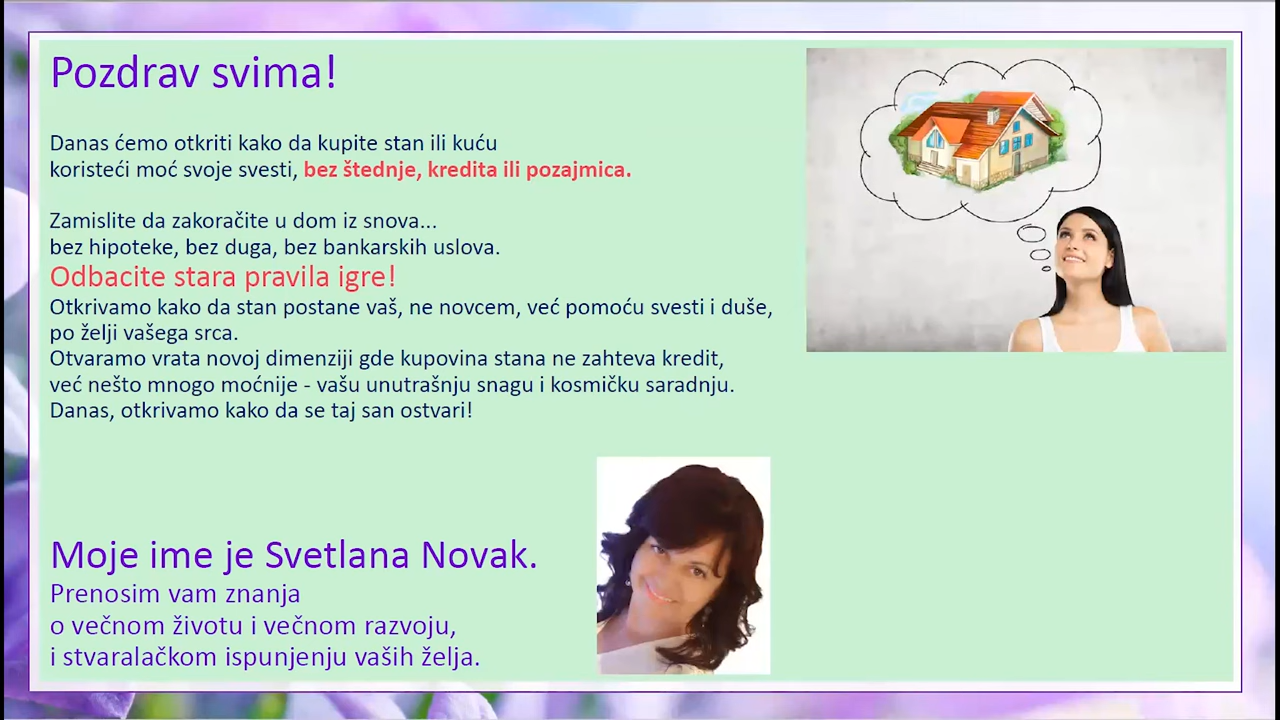 Pozdrav svima!
Danas ćemo otkriti kako da kupite stan ili kuću
koristeći moć svoje svesti, bez štednje, kredita ili pozajmica.
Zamislite da zakoračite u dom iz snova...
bez hipoteke, bez duga, bez bankarskih uslova.
Odbacite stara pravila igre!
Otkrivamo kako da stan postane vaš, ne novcem, već pomoću svesti i duše,
po želji vašega srca.
Otvaramo vrata novoj dimenziji gde kupovina stana ne zahteva kredit,
već nešto mnogo moćnije - vašu unutrašnju snagu i kosmičku saradnju.
Danas, otkrivamo kako da se taj san ostvari!
Moje ime je Svetlana Novak.
Prenosim vam znanja
o večnom životu i večnom razvoju,
i stvaralačkom ispunjenju vaših želja.